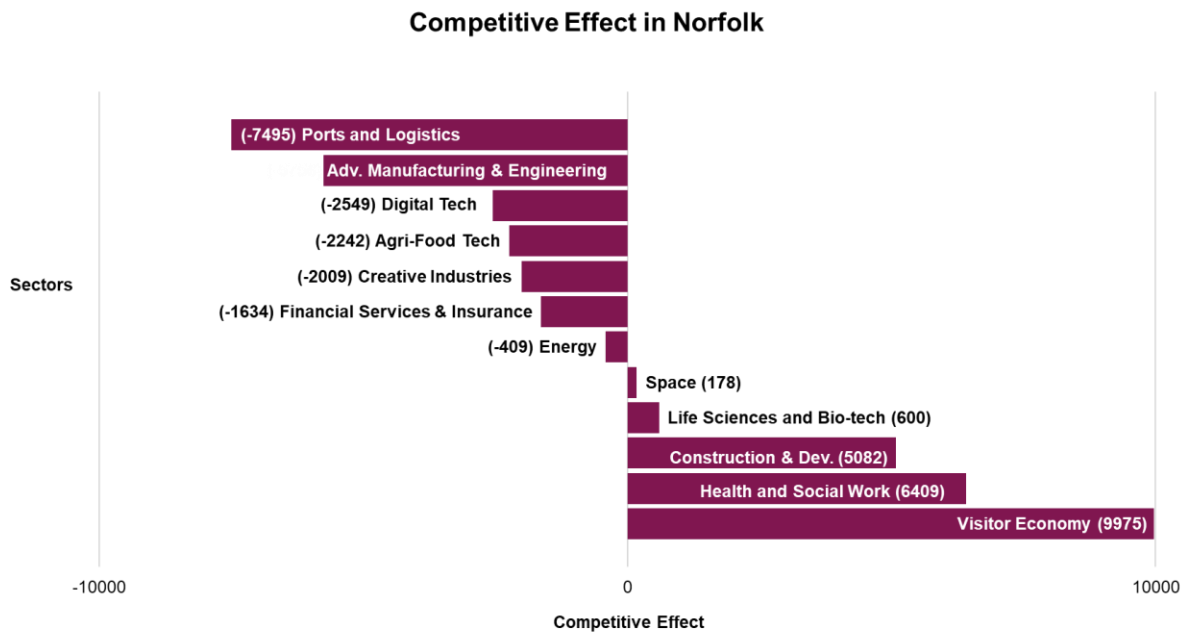 Competitive Effect in Norfolk
(-7495) Ports and Logistics
Adv. Manufacturing & Engineering
(-2549) Digital Tech
(-2242) Agri-Food Tech
(-2009) Creative Industries
Sectors
(-1634) Financial Services & Insurance
(-409) Energy
Space (178)
Life Sciences and Bio-tech (600)
Construction & Dev. (5082)
Health and Social Work (6409)
Visitor Economy (9975)
-10000 0 10000
Competitive Effect